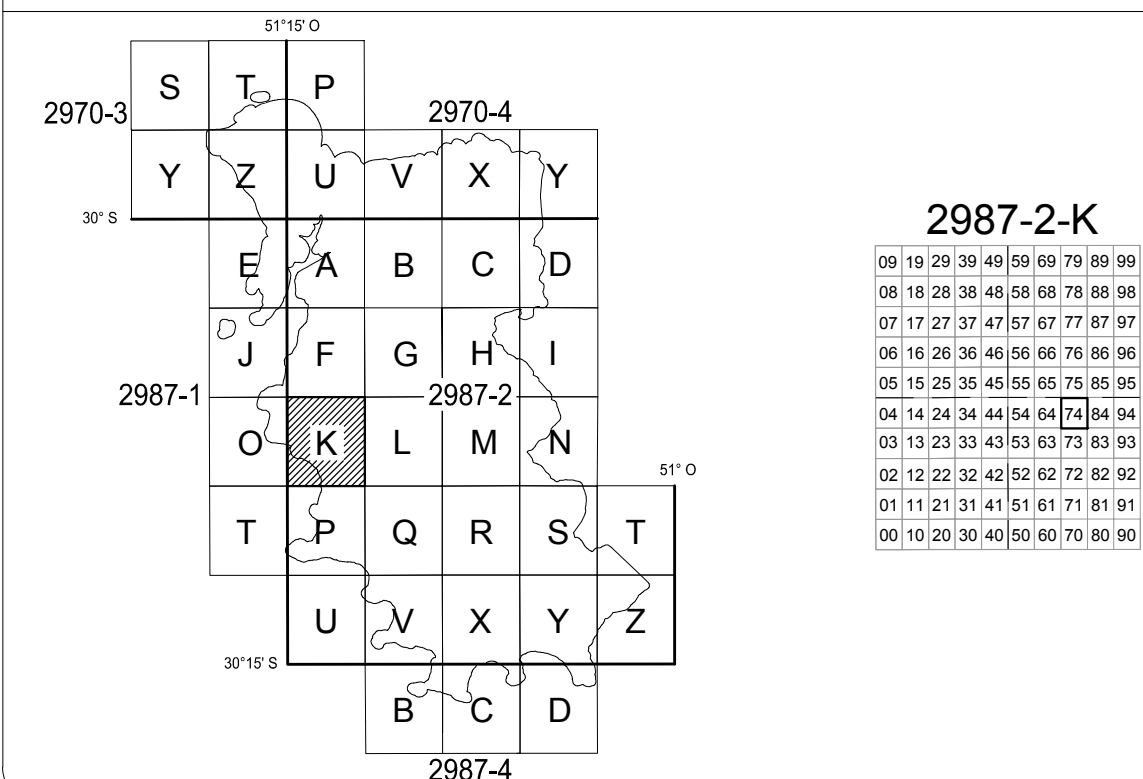 51°15' O
S T P
2970-3 2970-4
Y Z U V X Y
30° S
E A B C D
J F G H I
2987-1 2987-2
O K L M N
51° O
T P Q R S T
U V X Y Z
30°15' S
B C D
2987-4
2987-2-K
09 19 29 39 49 59 69 79 89 99
08 18 28 38 48 58 68 78 88 98
07 17 27 37 47 57 67 77 87 97
06 16 26 36 46 56 66 76 86 96
05 15 25 35 45 55 65 75 85 95
04 14 24 34 44 54 64 74 84 94
03 13 23 33 43 53 63 73 83 93
02 12 22 32 42 52 62 72 82 92
01 11 21 31 41 51 61 71 81 91
00 10 20 30 40 50 60 70 80 90